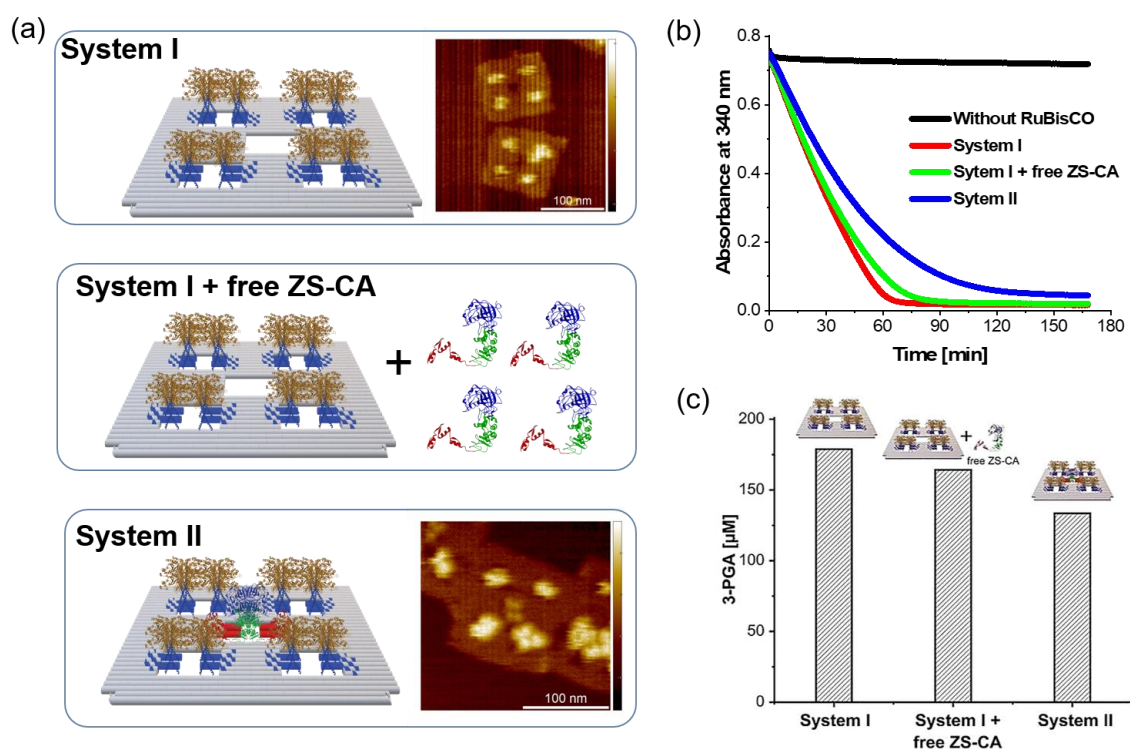 (a)
System I
100 nm
System I + free ZS-CA
+
System II
100 nm
(b)
0.8
0.6
0.4
0.2
0.0
Absorbance at 340 nm
Without RuBisCO
System I
Sytem I + free ZS-CA
Sytem II
0 30 60 90 120 150 180
Time [min]
(c)
200
150
100
50
0
3-PGA [µM]
+
free ZS-CA
System I
System I +
free ZS-CA
System II